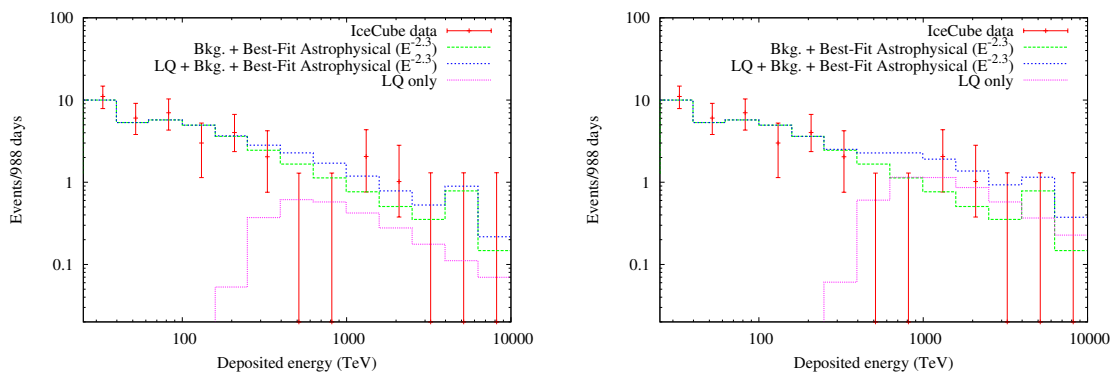 100
10
1
0.1
100
1000
10000
Events/988 days
Deposited energy (TeV)
IceCube data
Bkg. + Best-Fit Astrophysical (E^-2.3)
LQ + Bkg. + Best-Fit Astrophysical (E^-2.3)
LQ only
100
10
1
0.1
100
1000
10000
Events/988 days
Deposited energy (TeV)
IceCube data
Bkg. + Best-Fit Astrophysical (E^-2.3)
LQ + Bkg. + Best-Fit Astrophysical (E^-2.3)
LQ only